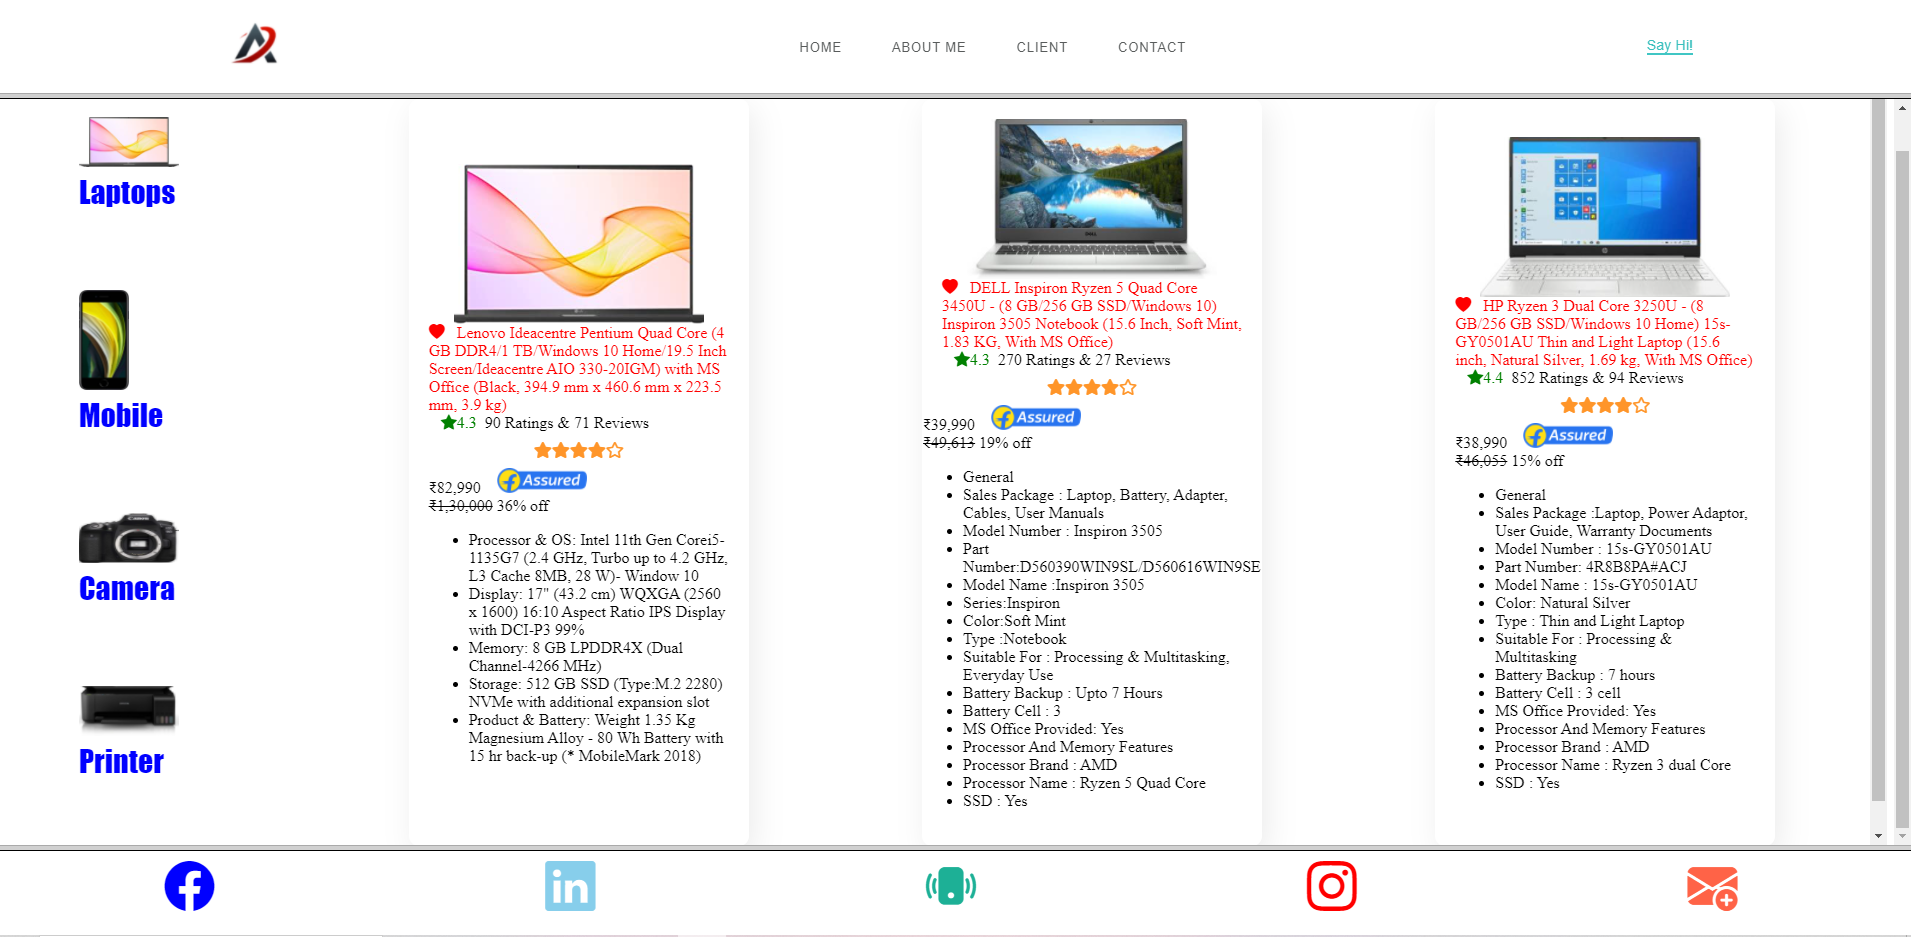 HOME ABOUT ME CLIENT CONTACT Say Hi!
Laptops
Mobile
Camera
Printer
Lenovo Ideacentre Pentium Quad Core (4
GB DDR4/1 TB/Windows 10 Home/19.5 Inch
Screen/Ideacentre AIO 330-20IGM) with MS
Office (Black, 394.9 mm x 460.6 mm x 223.5
mm, 3.9 kg)
4.3 90 Ratings & 71 Reviews
₹82,990 Assured
₹1,30,000 36% off
Processor & OS: Intel 11th Gen Corei5-
1135G7 (2.4 GHz, Turbo up to 4.2 GHz,
L3 Cache 8MB, 28 W)- Window 10
Display: 17" (43.2 cm) WQXGA (2560
x 1600) 16:10 Aspect Ratio IPS Display
with DCI-P3 99%
Memory: 8 GB LPDDR4X (Dual
Channel-4266 MHz)
Storage: 512 GB SSD (Type:M.2 2280)
NVMe with additional expansion slot
Product & Battery: Weight 1.35 Kg
Magnesium Alloy - 80 Wh Battery with
15 hr back-up (* MobileMark 2018)
DELL Inspiron Ryzen 5 Quad Core
3450U - (8 GB/256 GB SSD/Windows 10)
Inspiron 3505 Notebook (15.6 Inch, Soft Mint,
1.83 KG, With MS Office)
4.3 270 Ratings & 27 Reviews
₹39,990 Assured
₹49,613 19% off
General
Sales Package : Laptop, Battery, Adapter,
Cables, User Manuals
Model Number : Inspiron 3505
Part
Number:D560390WIN9SL/D560616WIN9SE
Model Name :Inspiron 3505
Series:Inspiron
Color:Soft Mint
Type :Notebook
Suitable For : Processing & Multitasking,
Everyday Use
Battery Backup : Upto 7 Hours
Battery Cell : 3
MS Office Provided: Yes
Processor And Memory Features
Processor Brand : AMD
Processor Name : Ryzen 5 Quad Core
SSD : Yes
HP Ryzen 3 Dual Core 3250U - (8
GB/256 GB SSD/Windows 10 Home) 15s-
GY0501AU Thin and Light Laptop (15.6
inch, Natural Silver, 1.69 kg, With MS Office)
4.4 852 Ratings & 94 Reviews
₹38,990 Assured
₹46,055 15% off
General
Sales Package :Laptop, Power Adaptor,
User Guide, Warranty Documents
Model Number : 15s-GY0501AU
Part Number: 4R8B8PA#ACJ
Model Name : 15s-GY0501AU
Color: Natural Silver
Type : Thin and Light Laptop
Suitable For : Processing &
Multitasking
Battery Backup : 7 hours
Battery Cell : 3 cell
MS Office Provided: Yes
Processor And Memory Features
Processor Brand : AMD
Processor Name : Ryzen 3 dual Core
SSD : Yes